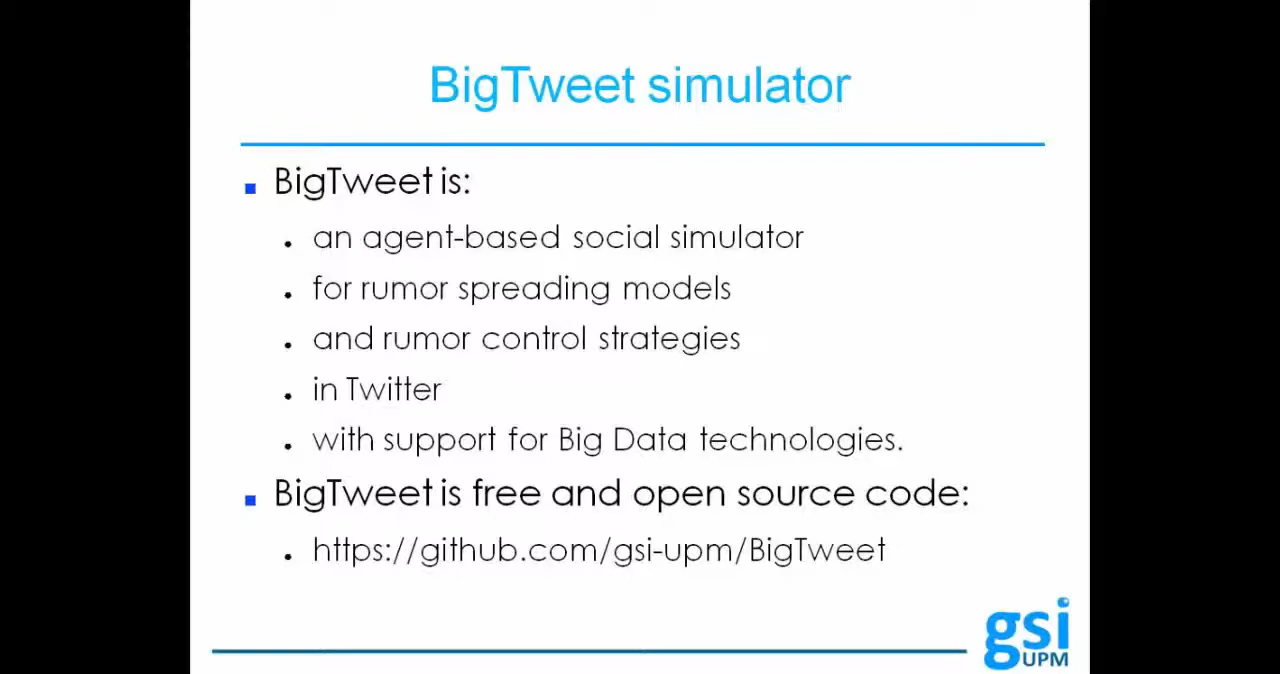 BigTweet simulator
BigTweet is:
an agent-based social simulator
for rumor spreading models
and rumor control strategies
in Twitter
with support for Big Data technologies.
BigTweet is free and open source code:
https://github.com/gsi-upm/BigTweet
gsi
UPM